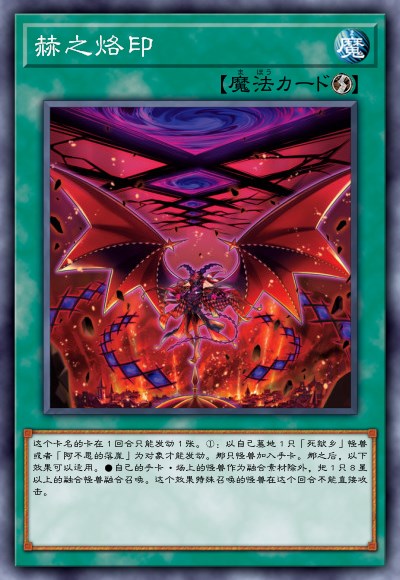 赫之烙印
魔
まほう
【魔法カード】
这个卡名的卡在1回合只能发动1张。①：以自己墓地1只「死狱乡」怪兽
或者「阿不思的落胤」为对象才能发动。那只怪兽加入手卡。那之后，以下
效果可以适用。●自己的手卡·场上的怪兽作为融合素材除外，把1只8星
以上的融合怪兽融合召唤。这个效果特殊召唤的怪兽在这个回合不能直接攻
击。